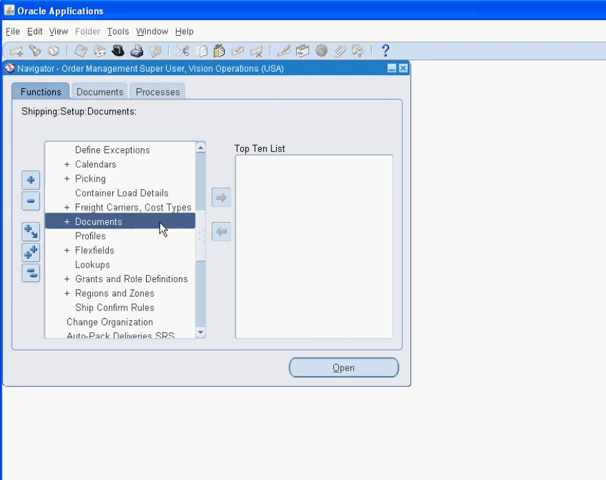 Oracle Applications
File Edit View Folder Tools Window Help
Navigator - Order Management Super User, Vision Operations (USA)
Functions Documents Processes
Shipping:Setup:Documents:
Top Ten List
Define Exceptions
+ Calendars
+ Picking
Container Load Details
+ Freight Carriers, Cost Types
+ Documents
Profiles
+ Flexfields
Lookups
+ Grants and Role Definitions
+ Regions and Zones
Ship Confirm Rules
Change Organization
Auto-Pack Deliveries SRS
Open